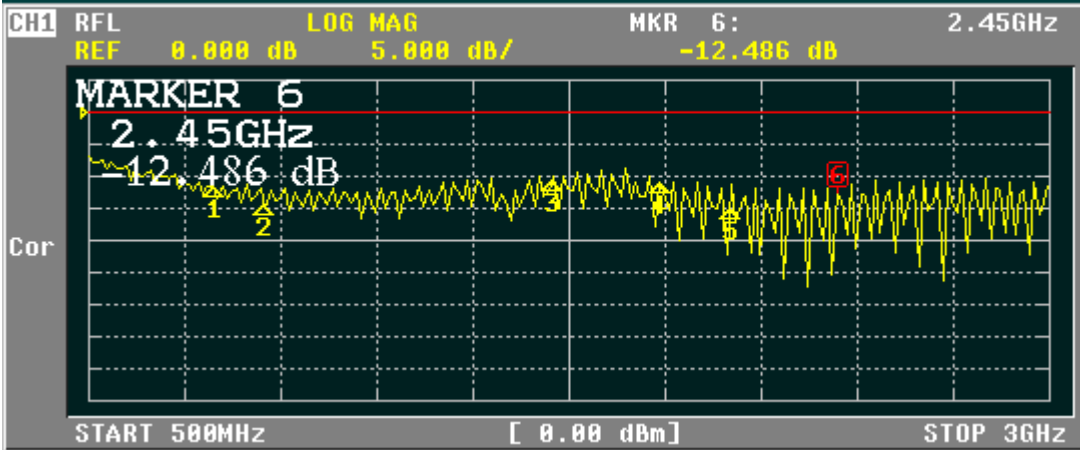 CH1 RFL LOG MAG MKR 6: 2.45GHz
REF 0.000 dB 5.000 dB/ -12.486 dB
MARKER 6
2.45GHz
-12.486 dB
6
1
2
3
5
Cor
START 500MHz [ 0.00 dBm] STOP 3GHz